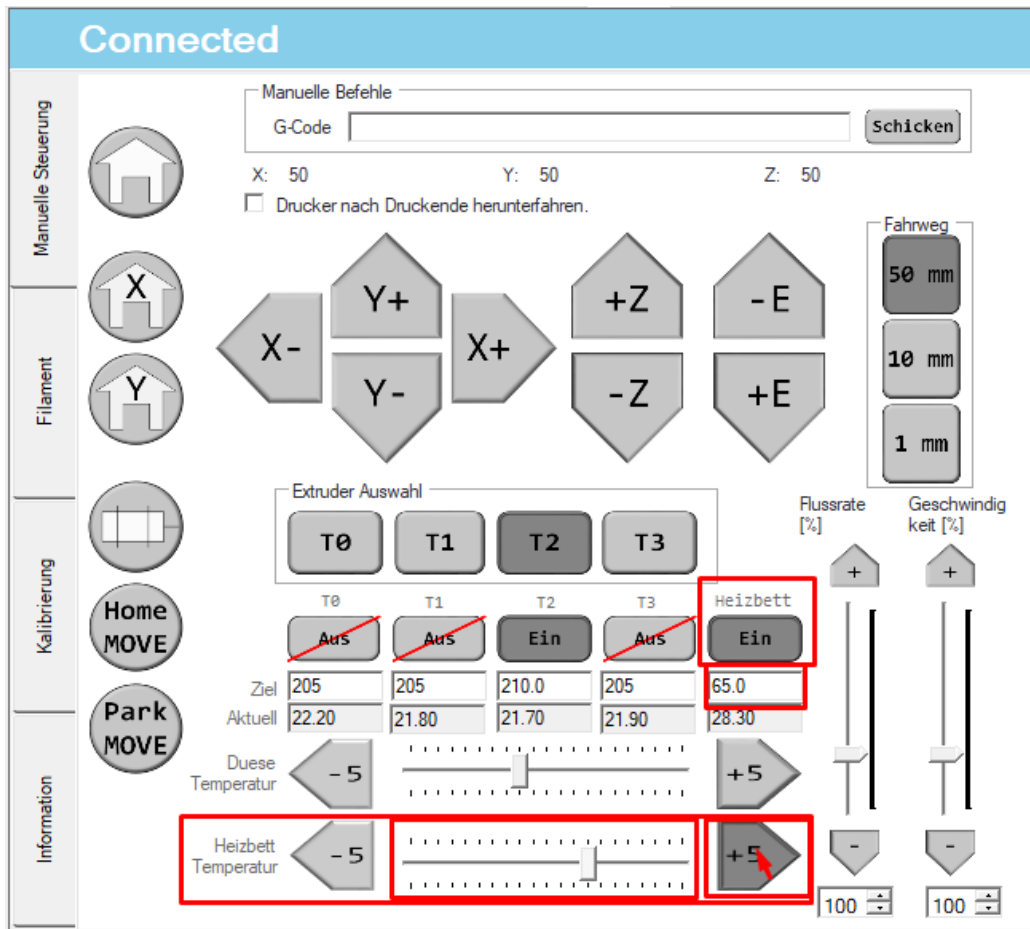 Connected
Manuelle Steuerung
Filament
Kalibrierung
Information
Manuelle Befehle
G-Code
Schicken
X: 50 Y: 50 Z: 50
Drucker nach Druckende herunterfahren.
Fahrweg
50 mm
10 mm
1 mm
X
Y
Home
MOVE
Park
MOVE
Y+
X-
X+
Y-
+Z
-Z
-E
+E
Extruder Auswahl
T0 T1 T2 T3
T0 T1 T2 T3 Heizbett
Aus Aus Ein Aus Ein
Ziel 205 205 210.0 205 65.0
Aktuell 22.20 21.80 21.70 21.90 28.30
Duese
Temperatur
-5
+5
Heizbett
Temperatur
-5
+5
Flussrate
[%]
+
-
100
Geschwindig
keit [%]
+
-
100